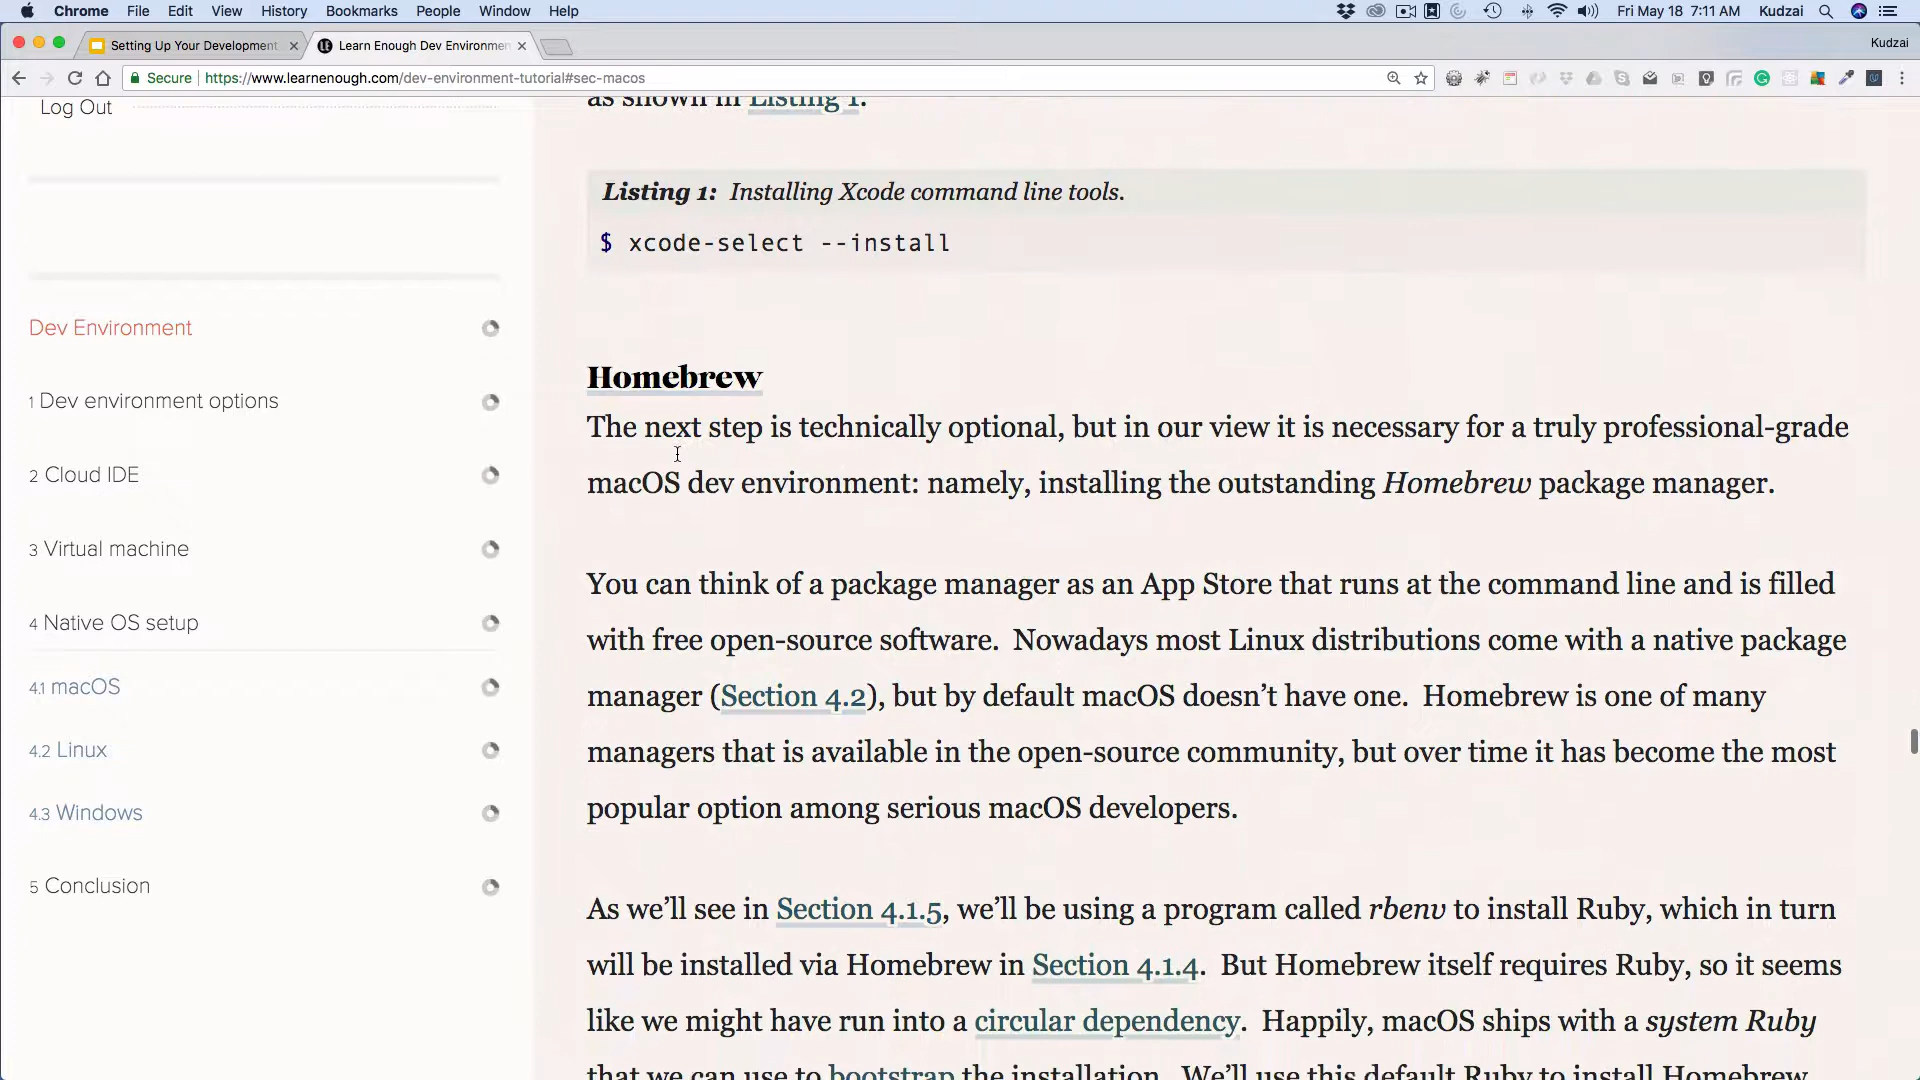 Chrome File Edit View History Bookmarks People Window Help Fri May 18 7:11 AM Kudzai
Setting Up Your Development Learn Enough Dev Environmen Kudzai
Secure https://www.learnenough.com/dev-environment-tutorial#sec-macos
Log Out
Dev Environment
1 Dev environment options
2 Cloud IDE
3 Virtual machine
4 Native OS setup
4.1 macOS
4.2 Linux
4.3 Windows
5 Conclusion
as shown in Listing 1.
Listing 1: Installing Xcode command line tools.
$ xcode-select --install
Homebrew
The next step is technically optional, but in our view it is necessary for a truly professional-grade
macOS dev environment: namely, installing the outstanding Homebrew package manager.
You can think of a package manager as an App Store that runs at the command line and is filled
with free open-source software. Nowadays most Linux distributions come with a native package
manager (Section 4.2), but by default macOS doesn’t have one. Homebrew is one of many
managers that is available in the open-source community, but over time it has become the most
popular option among serious macOS developers.
As we’ll see in Section 4.1.5, we’ll be using a program called rbenv to install Ruby, which in turn
will be installed via Homebrew in Section 4.1.4. But Homebrew itself requires Ruby, so it seems
like we might have run into a circular dependency. Happily, macOS ships with a system Ruby
that we can use to bootstrap the installation. We’ll use this default Ruby to install Homebrew